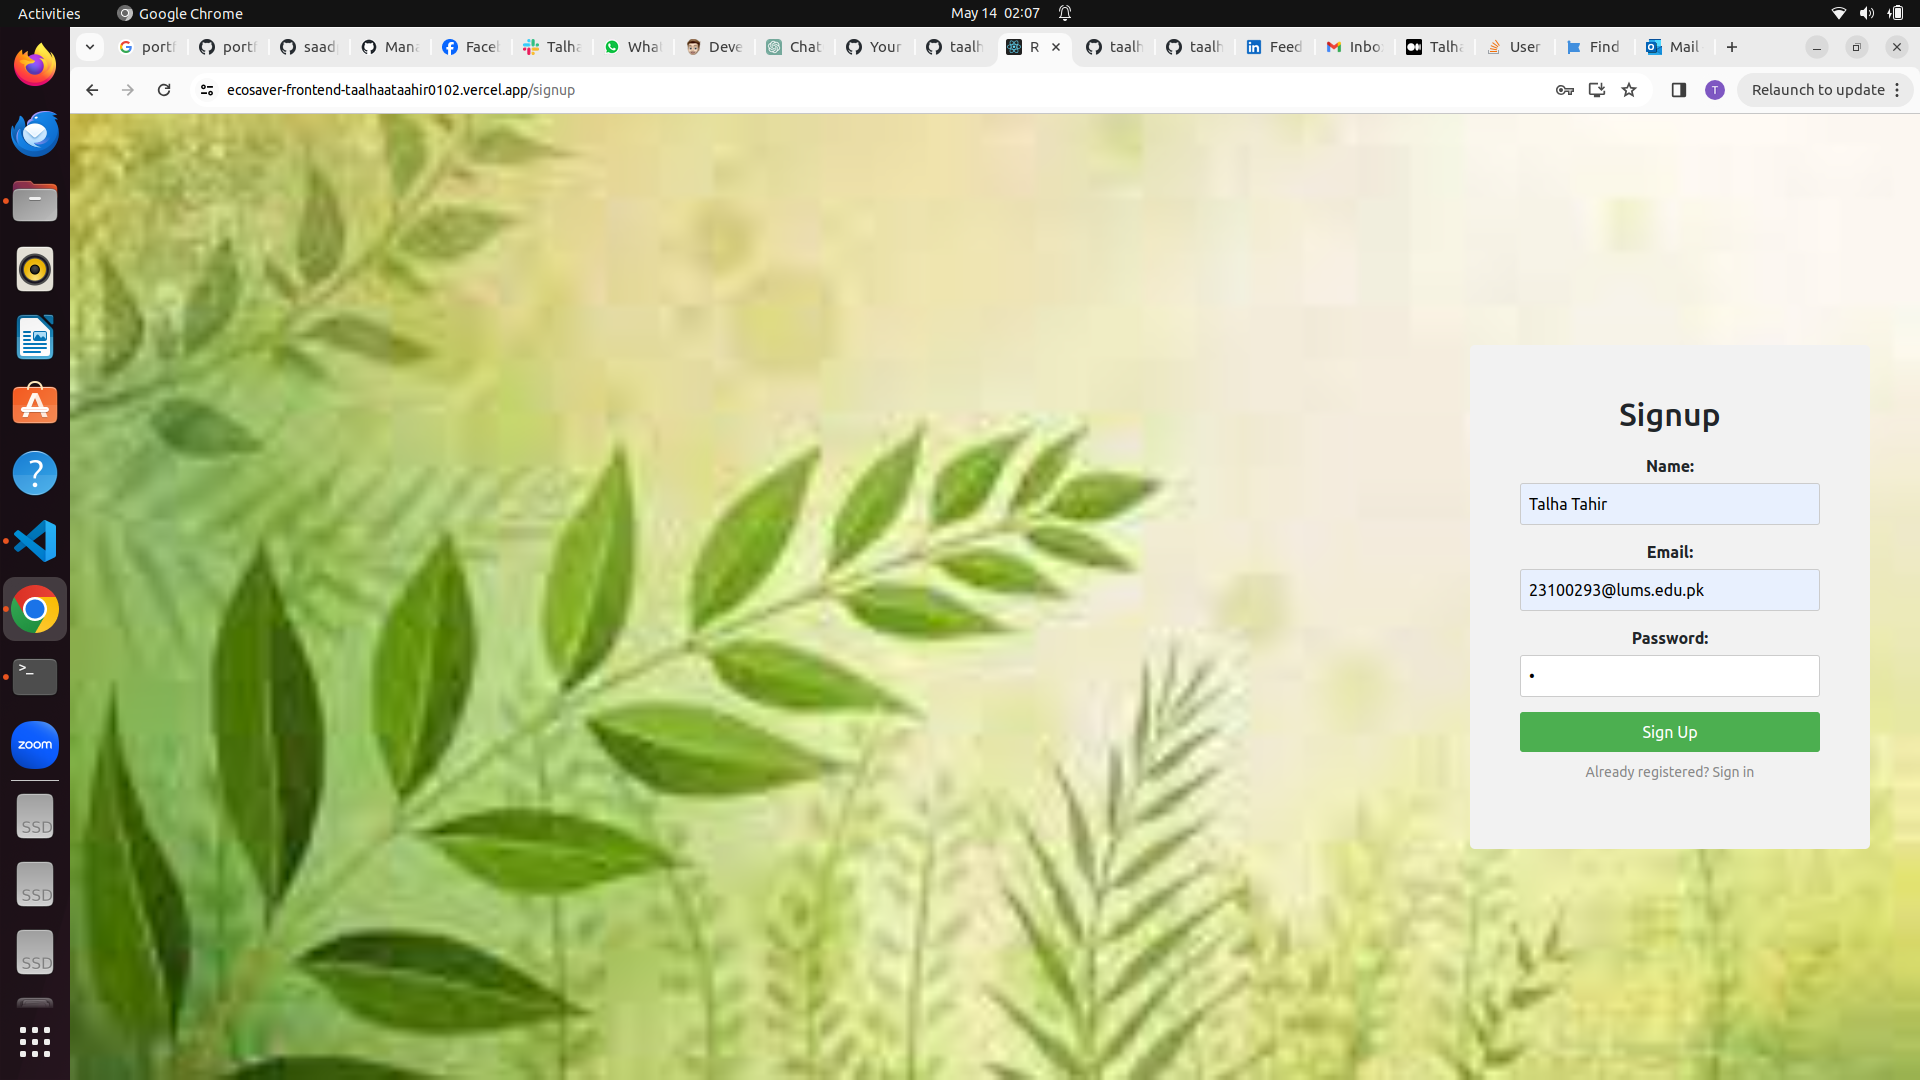 Activities
Google Chrome
May 14 02:07
portf
portf
saad
Mana
Faceb
Talha
What
Deve
Chat
Your
taalh
R
taalh
taalh
Feed
Inbo
Talha
User
Find
Mail
ecosaver-frontend-taalhaataahir0102.vercel.app/signup
T
Relaunch to update
Signup
Name:
Talha Tahir
Email:
23100293@lums.edu.pk
Password:
•
Sign Up
Already registered? Sign in
zoom
SSD
SSD
SSD